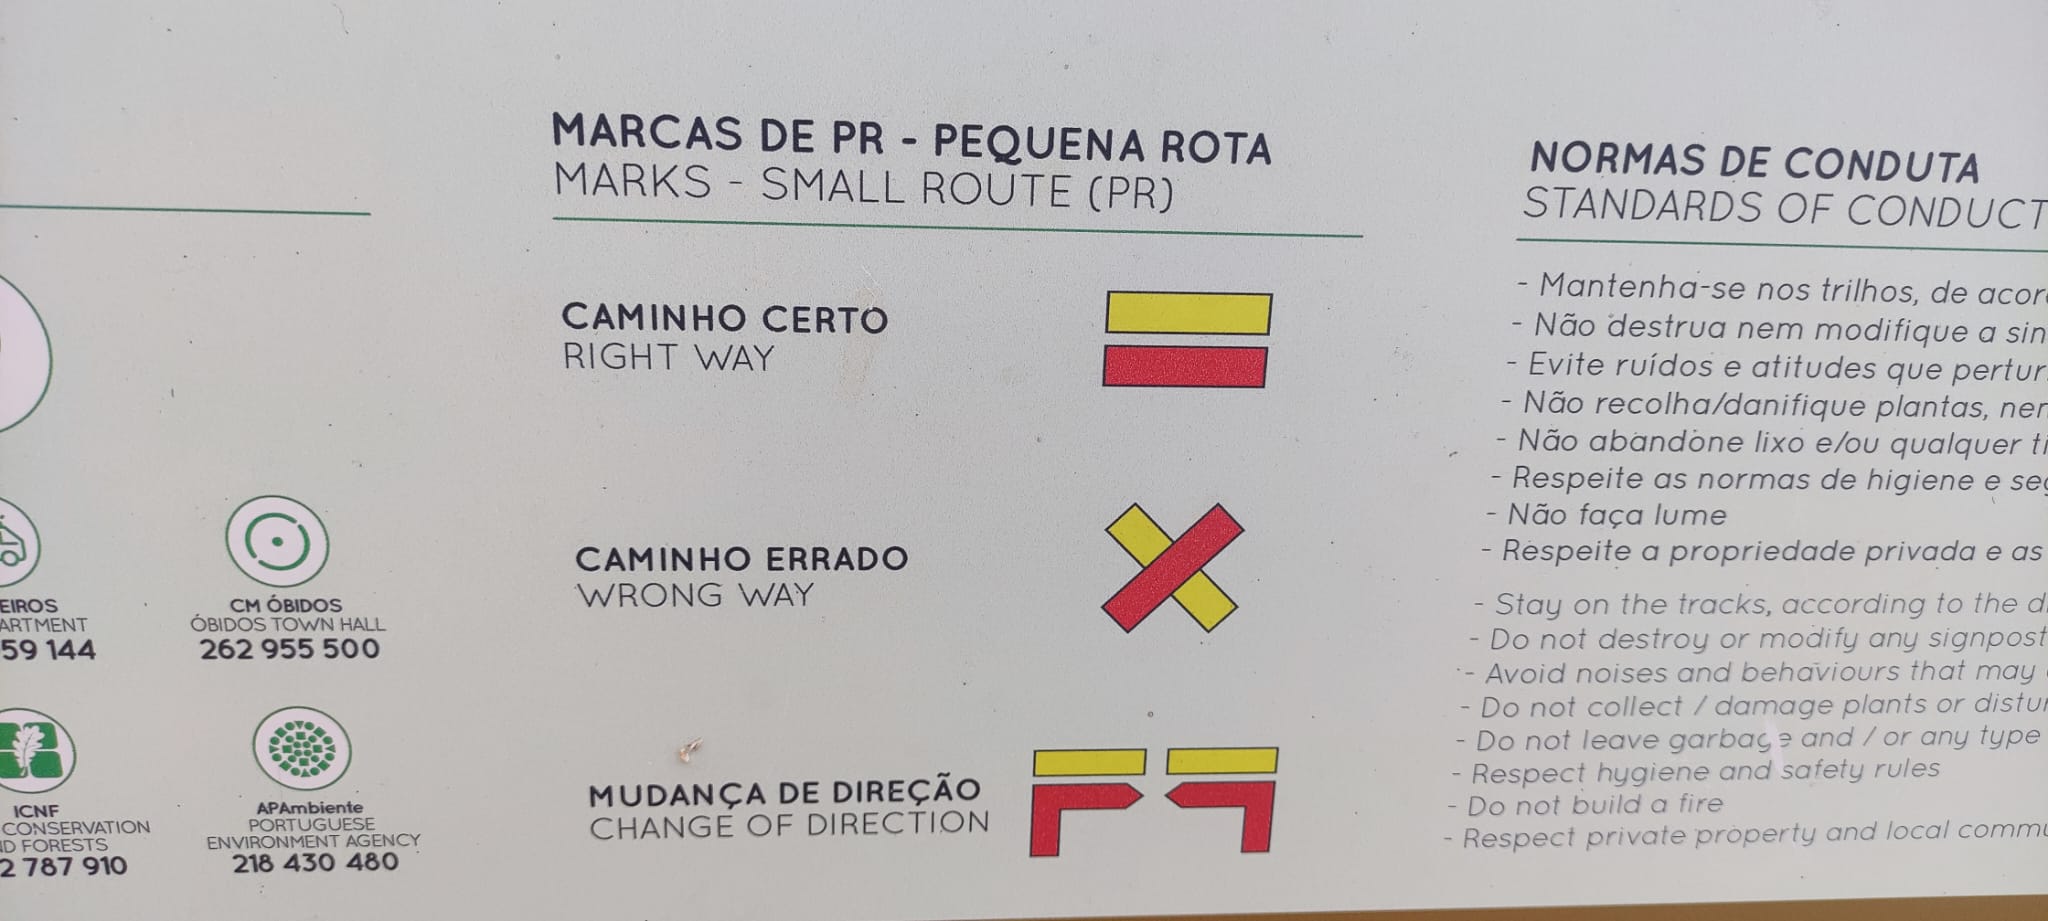 MARCAS DE PR - PEQUENA ROTA
MARKS - SMALL ROUTE (PR)
CAMINHO CERTO
RIGHT WAY
CAMINHO ERRADO
WRONG WAY
MUDANÇA DE DIREÇÃO
CHANGE OF DIRECTION
59 144
CM ÓBIDOS
ÓBIDOS TOWN HALL
262 955 500
ICNF
CONSERVATION
FORESTS
2 787 910
APAmbiente
PORTUGUESE
ENVIRONMENT AGENCY
218 430 480
NORMAS DE CONDUTA
STANDARDS OF CONDUCT
- Mantenha-se nos trilhos, de
- Não destrua nem modifique a
- Evite ruídos e atitudes que
- Não recolha/danifique plantas,
- Não abandone lixo e/ou qualquer
- Respeite as normas de higiene e
- Não faça lume
- Respeite a propriedade privada e as
- Stay on the tracks, according to the
- Do not destroy or modify any signpost
- Avoid noises and behaviours that may
- Do not collect / damage plants or
- Do not leave garbage and / or any type
- Respect hygiene and safety rules
- Do not build a fire
- Respect private property and local